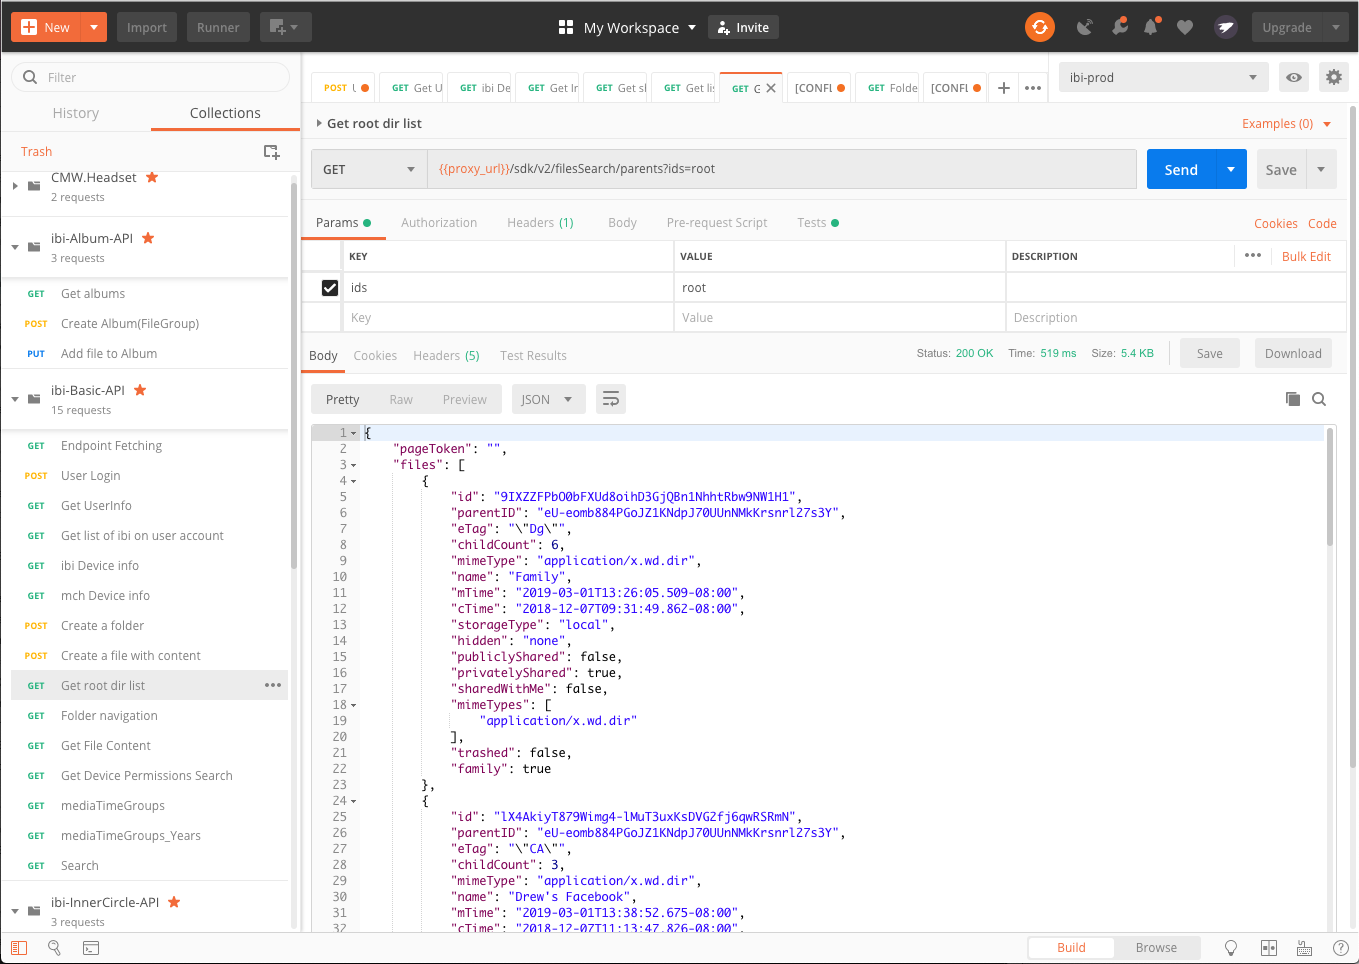 New Import Runner My Workspace Invite Upgrade
Filter
History Collections
Trash
CMW.Headset
2 requests
ibi-Album-API
3 requests
GET Get albums
POST Create Album(FileGroup)
PUT Add file to Album
ibi-Basic-API
15 requests
GET Endpoint Fetching
POST User Login
GET Get UserInfo
GET Get list of ibi on user account
GET ibi Device info
GET mch Device info
POST Create a folder
POST Create a file with content
GET Get root dir list
GET Folder navigation
GET Get File Content
GET Get Device Permissions Search
GET mediaTimeGroups
GET mediaTimeGroups_Years
GET Search
ibi-InnerCircle-API
3 requests
POST GET Get U GET ibi De GET Get In GET Get sl GET Get lis GET G [CONFL GET Folde [CONFL
ibi-prod
Get root dir list Examples (0)
GET {{proxy_url}}/sdk/v2/filesSearch/parents?ids=root Send Save
Params Authorization Headers (1) Body Pre-request Script Tests Cookies Code
KEY VALUE DESCRIPTION Bulk Edit
ids root
Key Value Description
Body Cookies Headers (5) Test Results Status: 200 OK Time: 519 ms Size: 5.4 KB Save Download
Pretty Raw Preview JSON
1 {
2 "pageToken": "",
3 "files": [
4 {
5 "id": "9IXZZFPbO0bFXUd8oihD3GjQBn1NhhtRbw9NW1H1",
6 "parentID": "eU-eomb884PGoJZ1KNdpJ70UUnNMkKrsnrl27s3Y",
7 "eTag": "\"Dg\"",
8 "childCount": 6,
9 "mimeType": "application/x.wd.dir",
10 "name": "Family",
11 "mTime": "2019-03-01T13:26:05.509-08:00",
12 "cTime": "2018-12-07T09:31:49.862-08:00",
13 "storageType": "local",
14 "hidden": "none",
15 "publiclyShared": false,
16 "privatelyShared": true,
17 "sharedWithMe": false,
18 "mimeTypes": [
19 "application/x.wd.dir"
20 ],
21 "trashed": false,
22 "family": true
23 },
24 {
25 "id": "lX4AkiyT879Wimg4-lMuT3uxKsDVG2fj6qwRSRmN",
26 "parentID": "eU-eomb884PGoJZ1KNdpJ70UUnNMkKrsnrl27s3Y",
27 "eTag": "\"CA\"",
28 "childCount": 3,
29 "mimeType": "application/x.wd.dir",
30 "name": "Drew's Facebook",
31 "mTime": "2019-03-01T13:38:52.675-08:00",
32 "cTime": "2018-12-07T11:13:47.826-08:00",
Build Browse